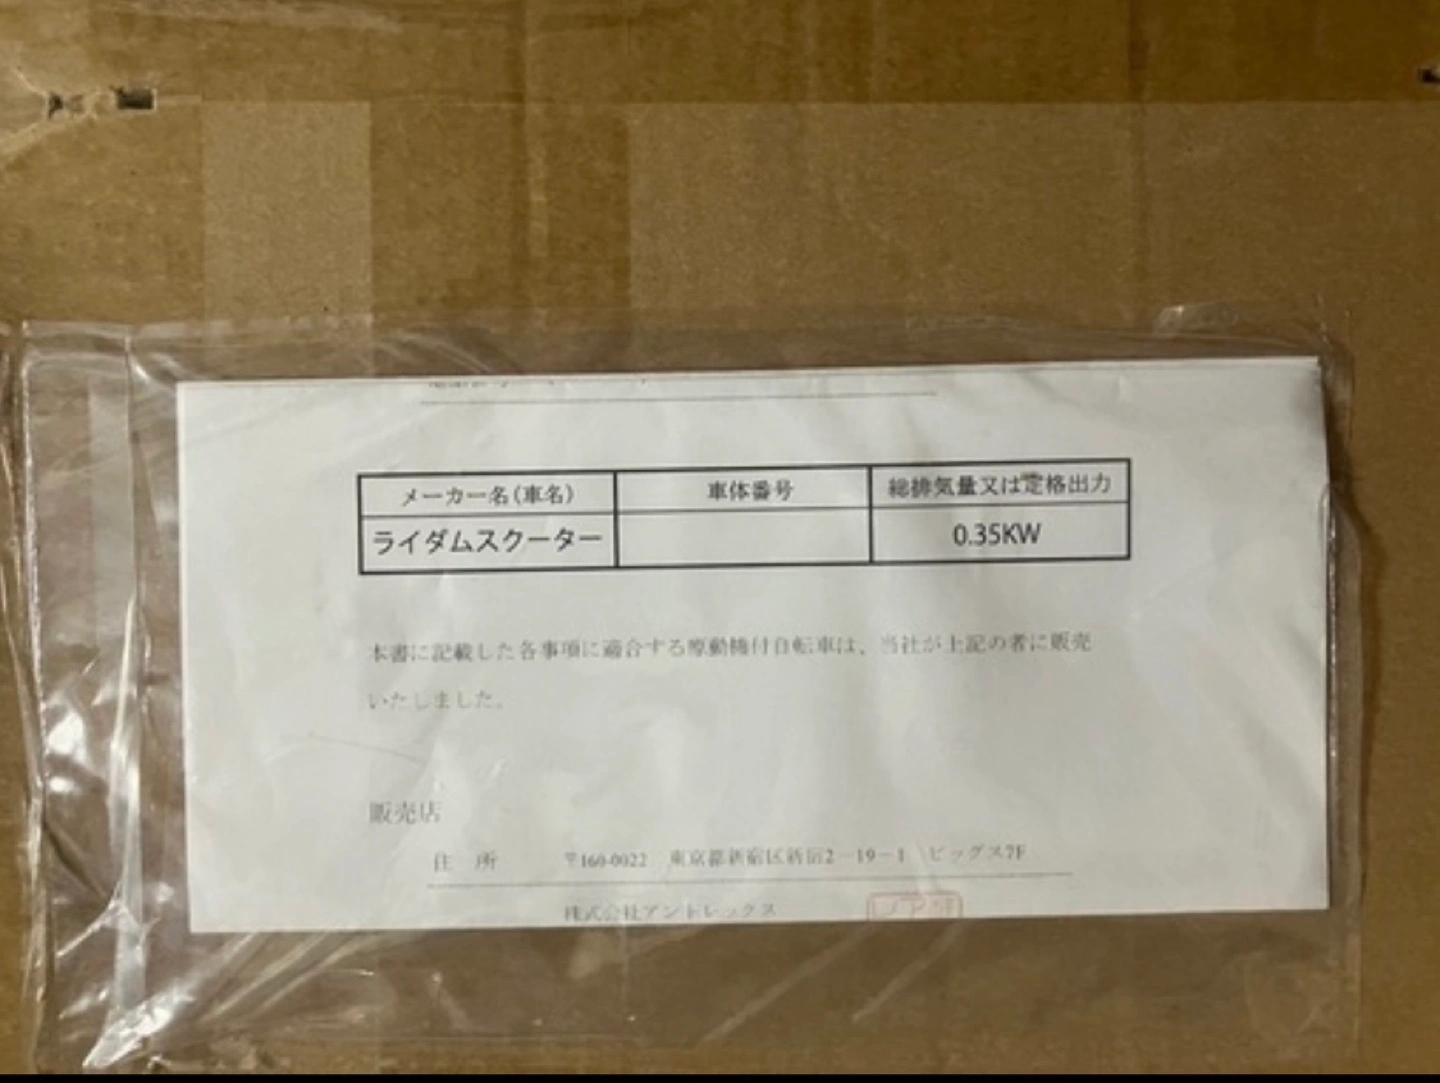 メーカー名(車名) 車体番号 総排気量又は定格出力
ライダムスクーター 0.35KW
本書に記載した各事項に適合する原動機付自転車は、当社が上記の者に販売
いたしました。
販売店
住 所 〒160-0022 東京都新宿区新宿2-19-1 ビッグス7F
株式会社アンドレックス